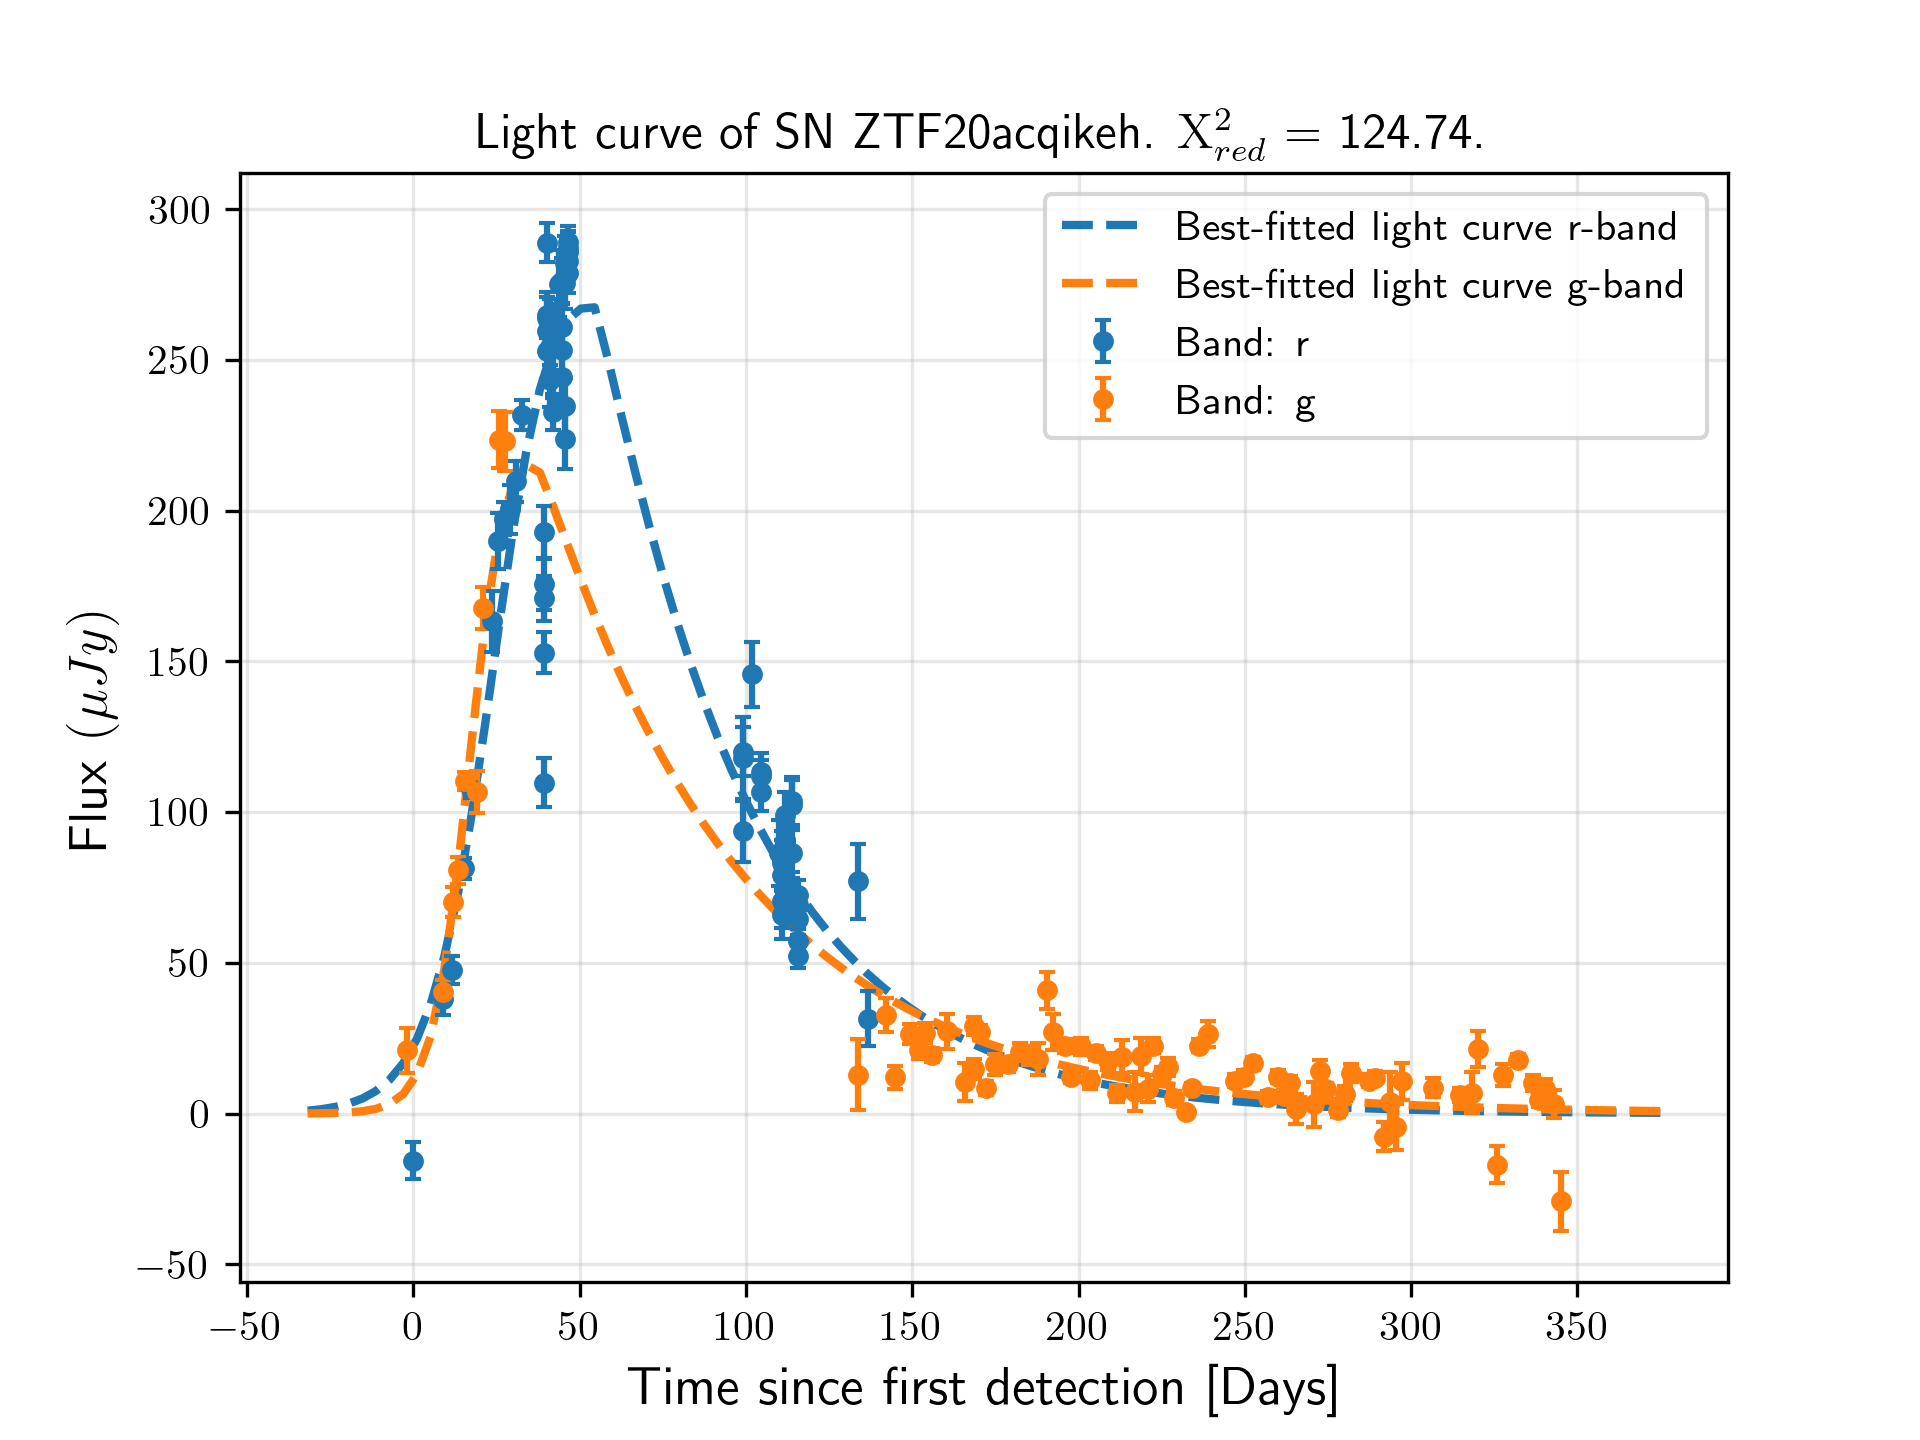 Light curve of SN ZTF20acqikeh. X²_red = 124.74.
Best-fitted light curve r-band
Best-fitted light curve g-band
Band: r
Band: g
Flux (μJy)
300
250
200
150
100
50
0
−50
−50 0 50 100 150 200 250 300 350
Time since first detection [Days]